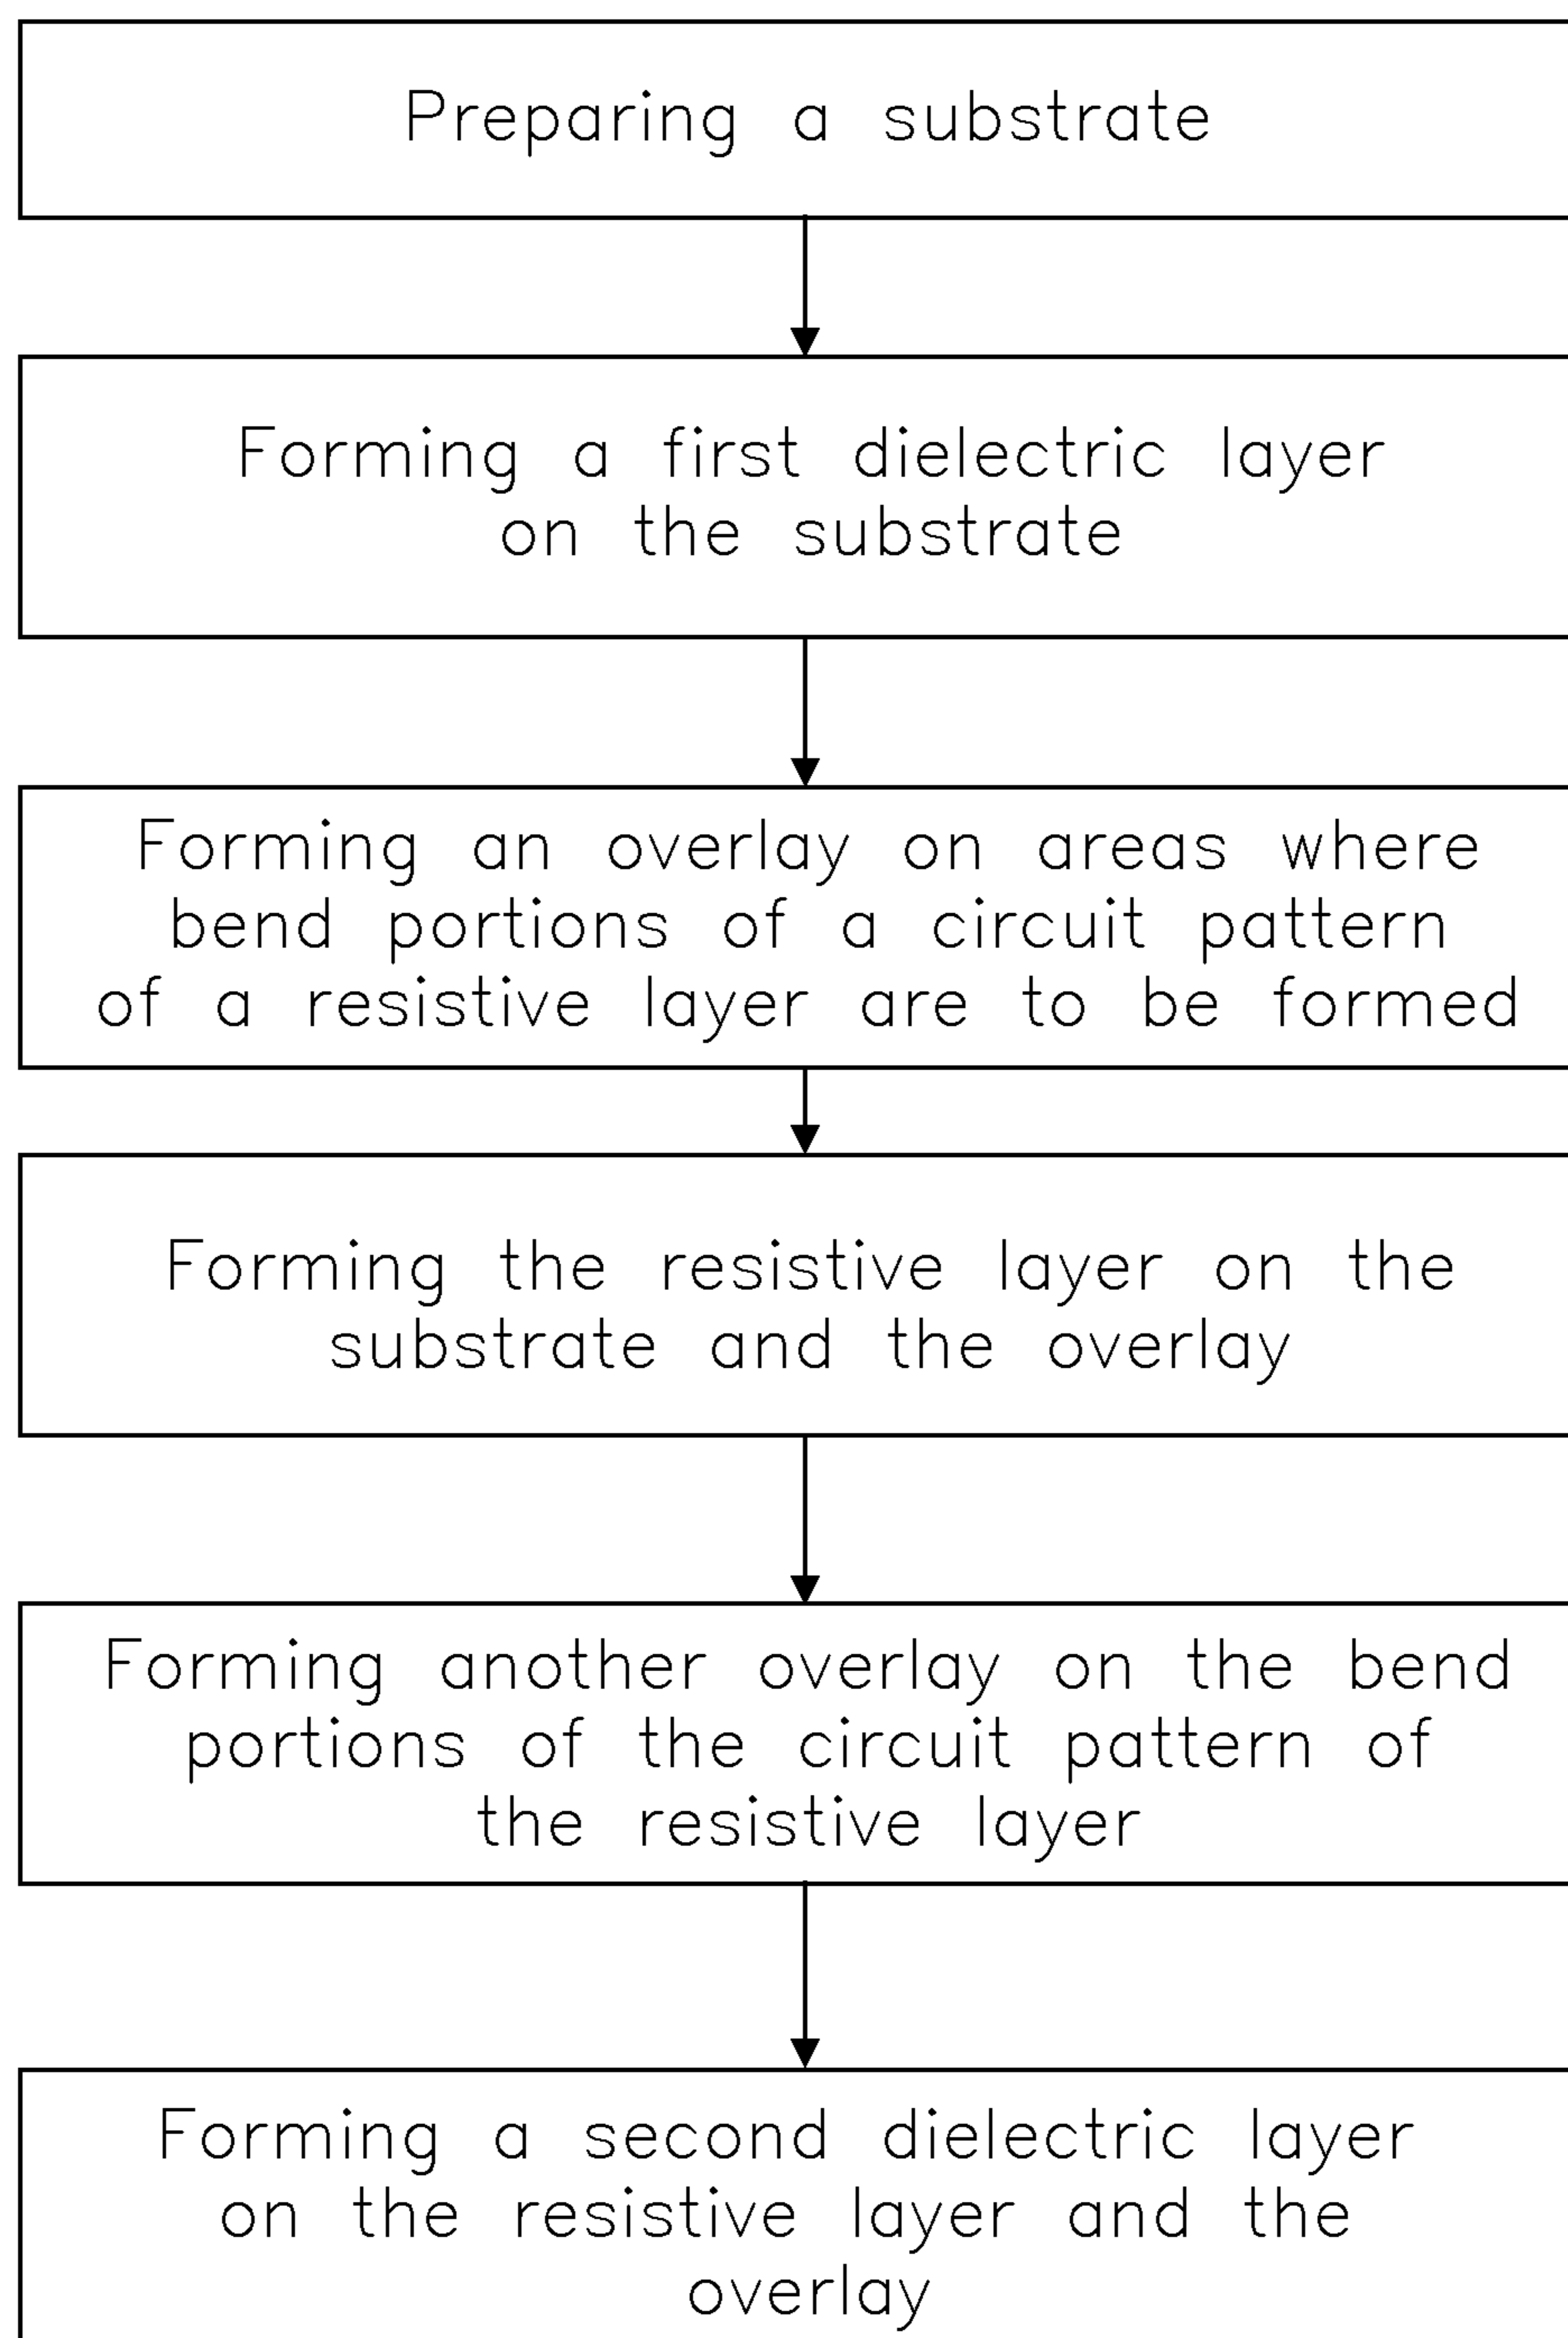 Preparing a substrate
Forming a first dielectric layer
on the substrate
Forming an overlay on areas where
bend portions of a circuit pattern
of a resistive layer are to be formed
Forming the resistive layer on the
substrate and the overlay
Forming another overlay on the bend
portions of the circuit pattern of
the resistive layer
Forming a second dielectric layer
on the resistive layer and the
overlay